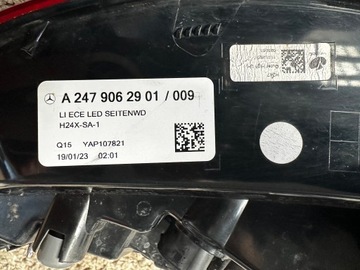 A 247 906 29 01 / 009
LI ECE LED SEITENWD
H24X-SA-1
Q15 YAP107821
19/01/23 02:01